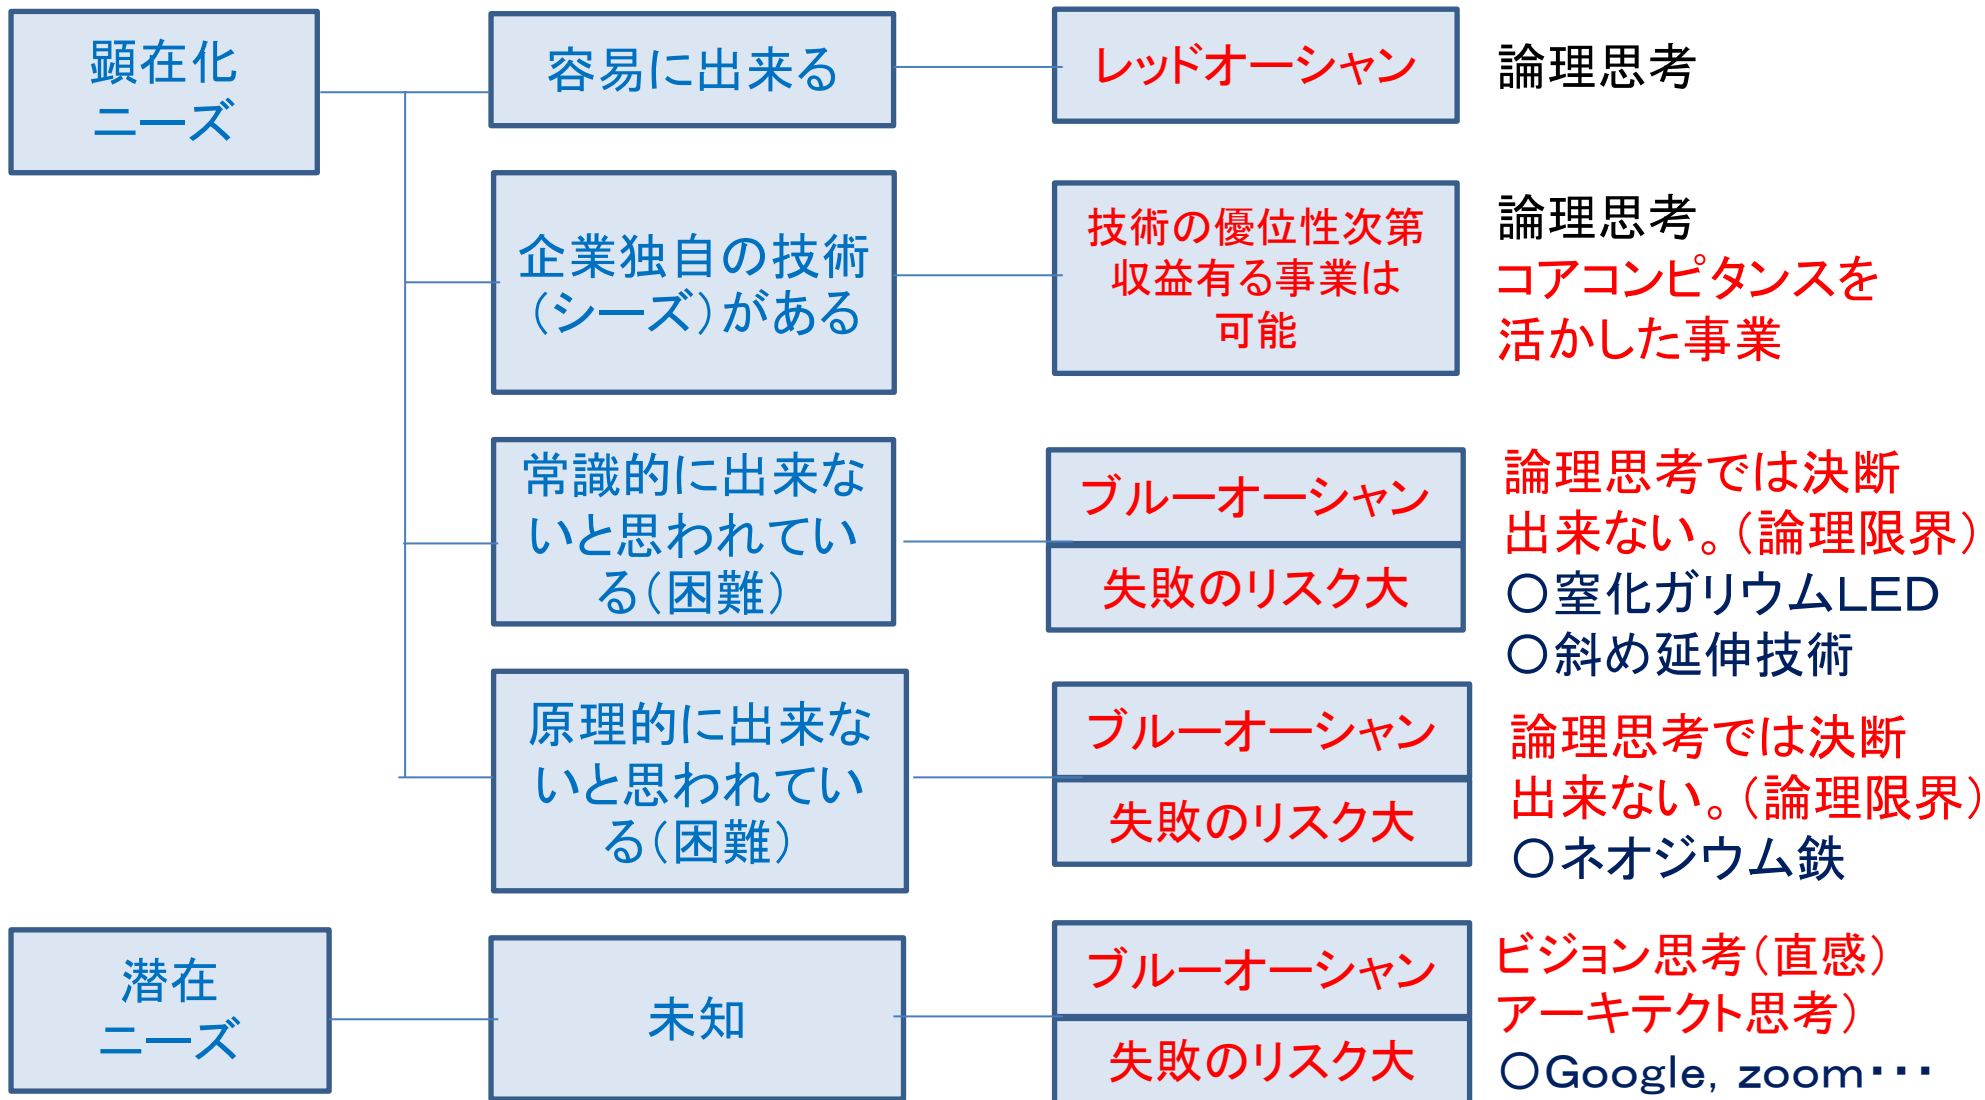 顕在化
ニーズ
容易に出来る
レッドオーシャン
論理思考
企業独自の技術
（シーズ）がある
技術の優位性次第
収益有る事業は
可能
論理思考
コアコンピタンスを
活かした事業
常識的に出来な
いと思われてい
る（困難）
ブルーオーシャン
失敗のリスク大
論理思考では決断
出来ない。（論理限界）
〇窒化ガリウムLED
〇斜め延伸技術
原理的に出来な
いと思われてい
る（困難）
ブルーオーシャン
失敗のリスク大
論理思考では決断
出来ない。（論理限界）
〇ネオジウム鉄
潜在
ニーズ
未知
ブルーオーシャン
失敗のリスク大
ビジョン思考（直感）
アーキテクト思考）
〇Google, zoom･･･